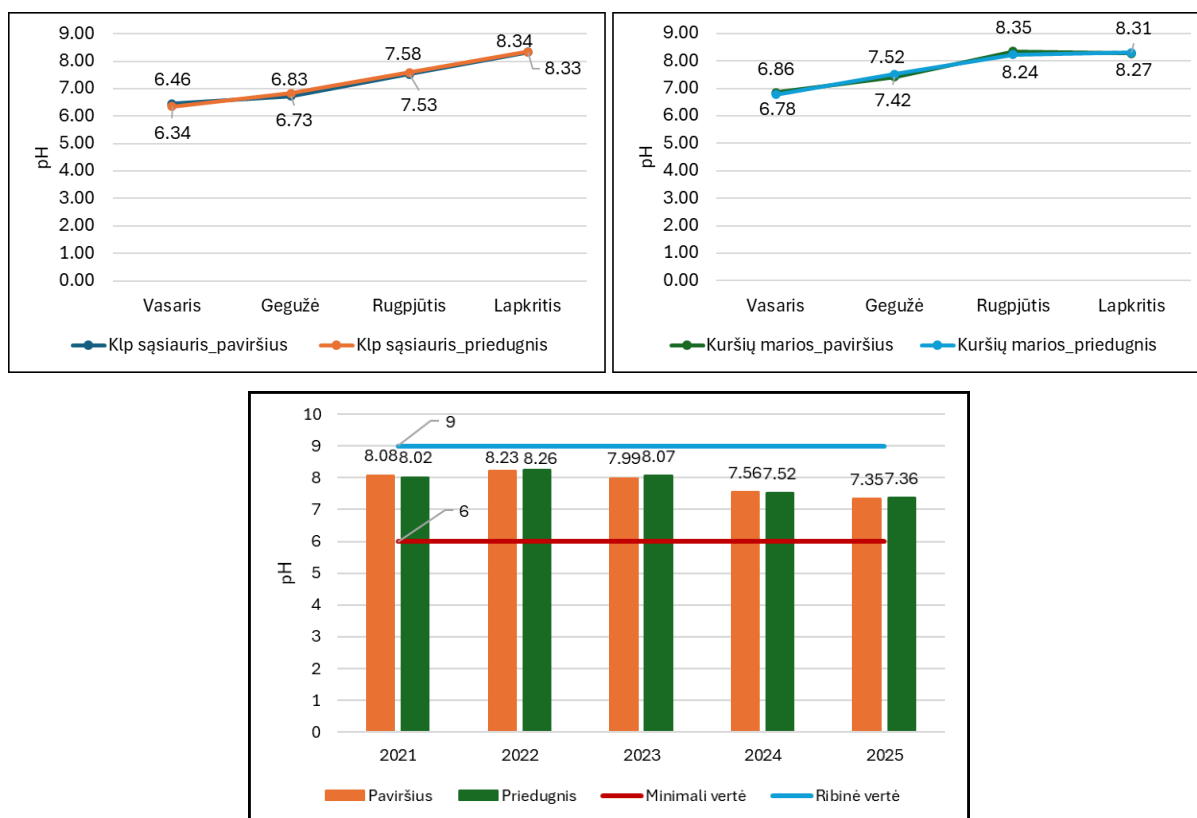 9.00
8.00
7.00
6.00
5.00
4.00
3.00
2.00
1.00
0.00
pH
6.46 6.83 7.58 8.34
6.34 6.73 7.53 8.33
Vasaris Gegužė Rugpjūtis Lapkritis
Klp sąsiauris_paviršius Klp sąsiauris_priedugnis
9.00
8.00
7.00
6.00
5.00
4.00
3.00
2.00
1.00
0.00
pH
6.86 7.52 8.35 8.31
6.78 7.42 8.24 8.27
Vasaris Gegužė Rugpjūtis Lapkritis
Kuršių marios_paviršius Kuršių marios_priedugnis
10
9
8
7
6
5
4
3
2
1
0
pH
9
8.08 8.02 8.23 8.26 7.99 8.07 7.56 7.52 7.35 7.36
6
2021 2022 2023 2024 2025
Paviršius Priedugnis Minimali vertė Ribinė vertė